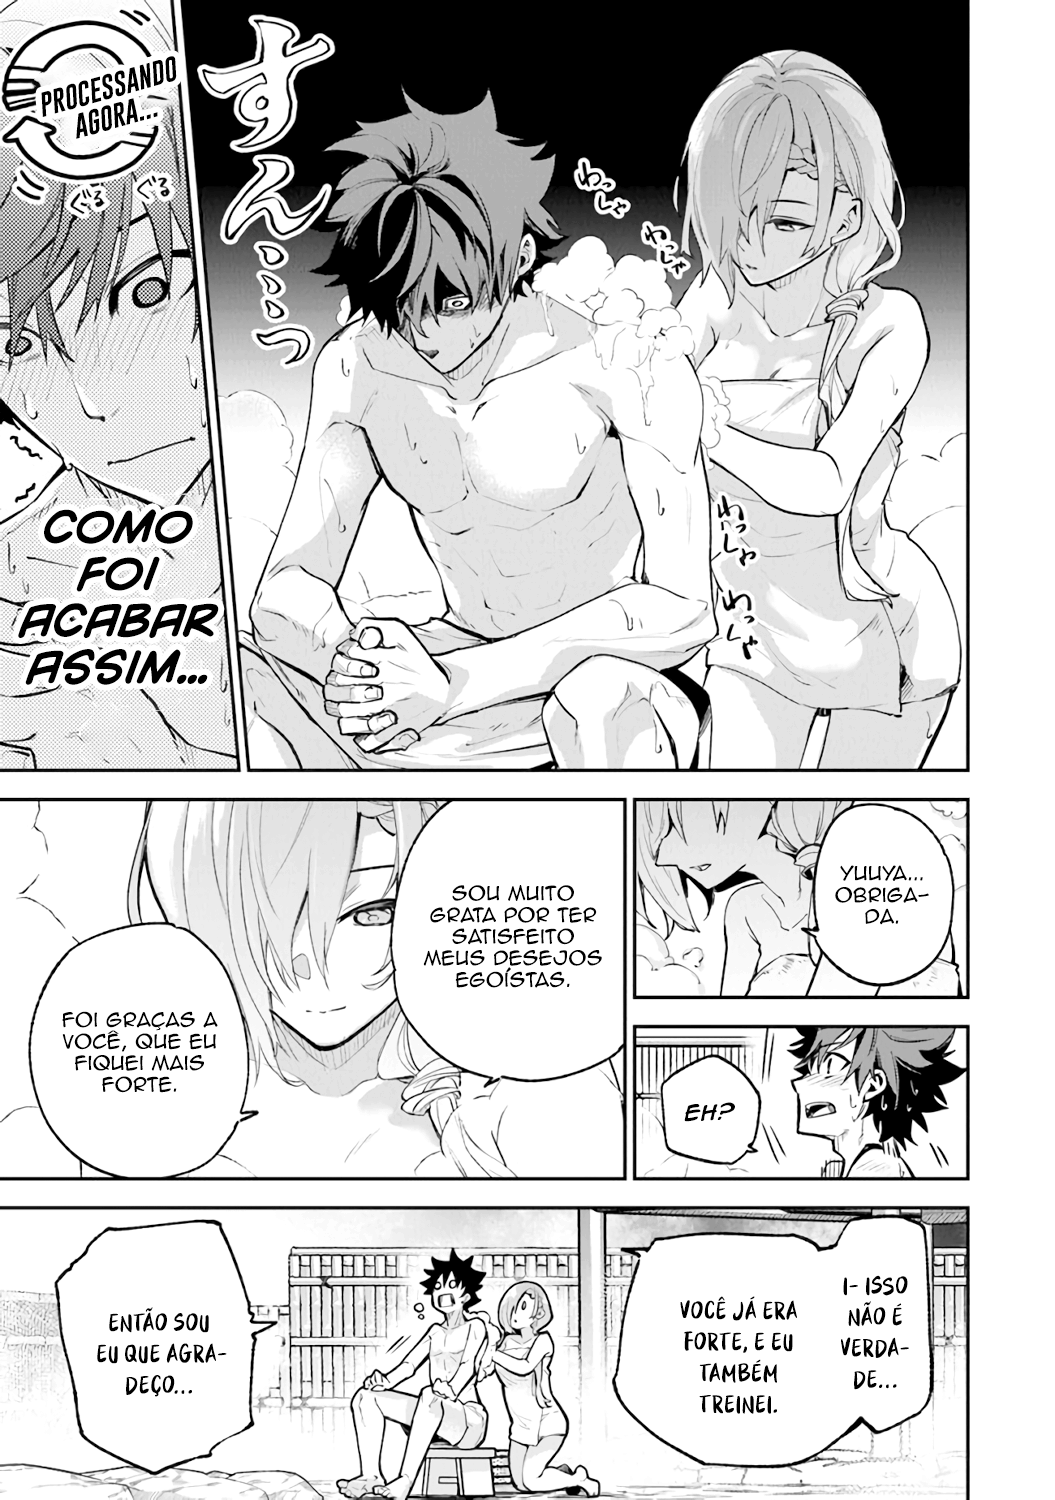 すん……っ
わっしゃ
わっしゃ
わっしゃ
わっしゃ
PROCESSANDO
AGORA...
ぐる
ぐる
COMO
FOI
ACABAR
ASSIM...
YUUYA...
OBRIGA-
DA.
SOU MUITO
GRATA POR TER
SATISFEITO
MEUS DESEJOS
EGOÍSTAS.
FOI GRAÇAS A
VOCÊ, QUE EU
FIQUEI MAIS
FORTE.
EH?
I- ISSO
NÃO É
VERDA-
DE...
VOCÊ JÁ ERA
FORTE, E EU
TAMBÉM
TREINEI.
ENTÃO SOU
EU QUE AGRA-
DEÇO...